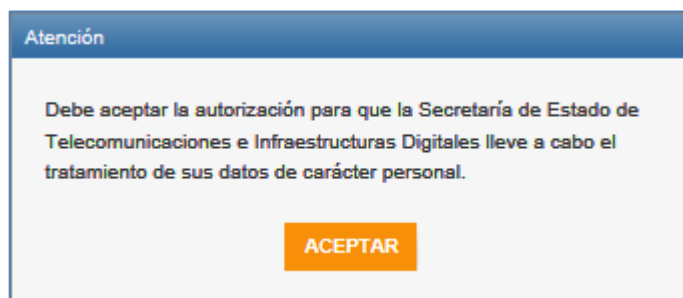 Atención
Debe aceptar la autorización para que la Secretaría de Estado de
Telecomunicaciones e Infraestructuras Digitales lleve a cabo el
tratamiento de sus datos de carácter personal.
ACEPTAR